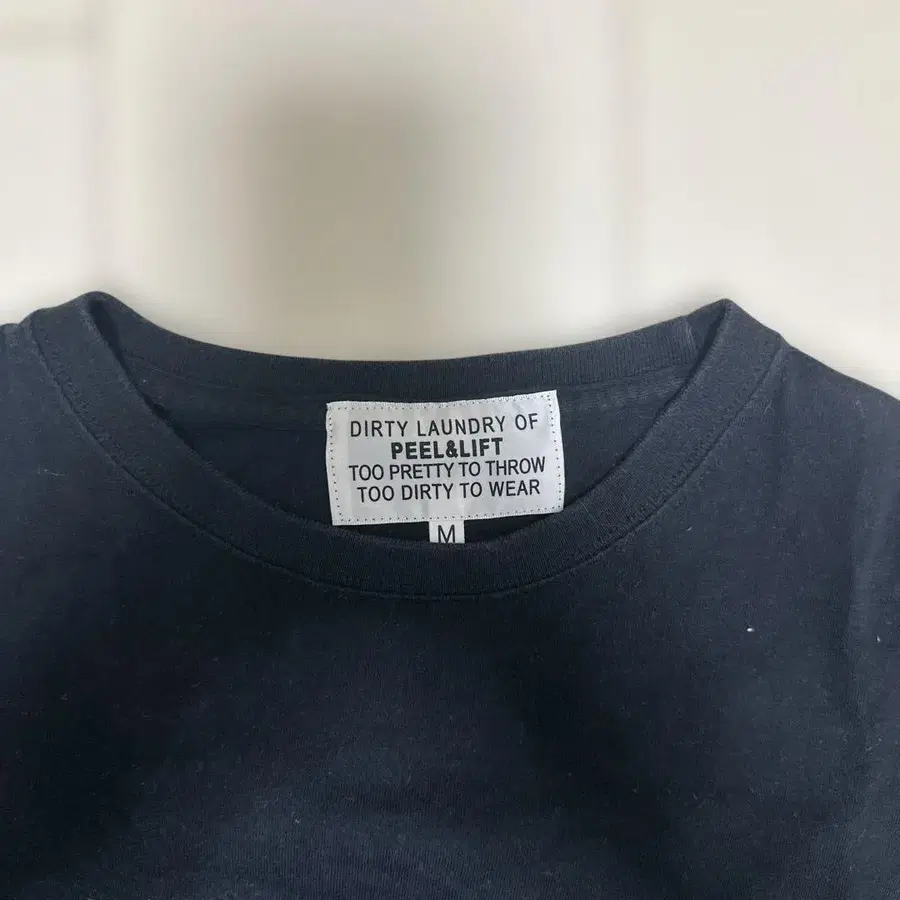 DIRTY LAUNDRY OF
PEEL&LIFT
TOO PRETTY TO THROW
TOO DIRTY TO WEAR
M